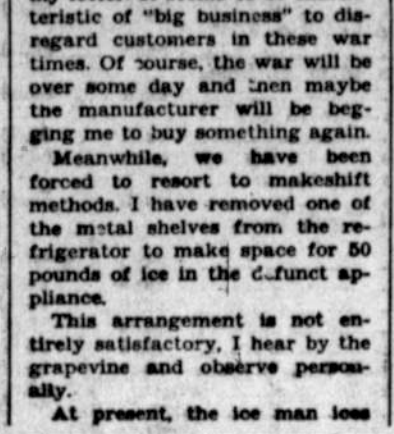 teristic of "big business" to dis-
regard customers in these war
times. Of course, the war will be
over some day and then maybe
the manufacturer will be beg-
ging me to buy something again.
Meanwhile, we have been
forced to resort to makeshift
methods. I have removed one of
the metal shelves from the re-
frigerator to make space for 50
pounds of ice in the defunct ap-
pliance.
This arrangement is not en-
tirely satisfactory, I hear by the
grapevine and observe person-
ally.
At present, the ice man